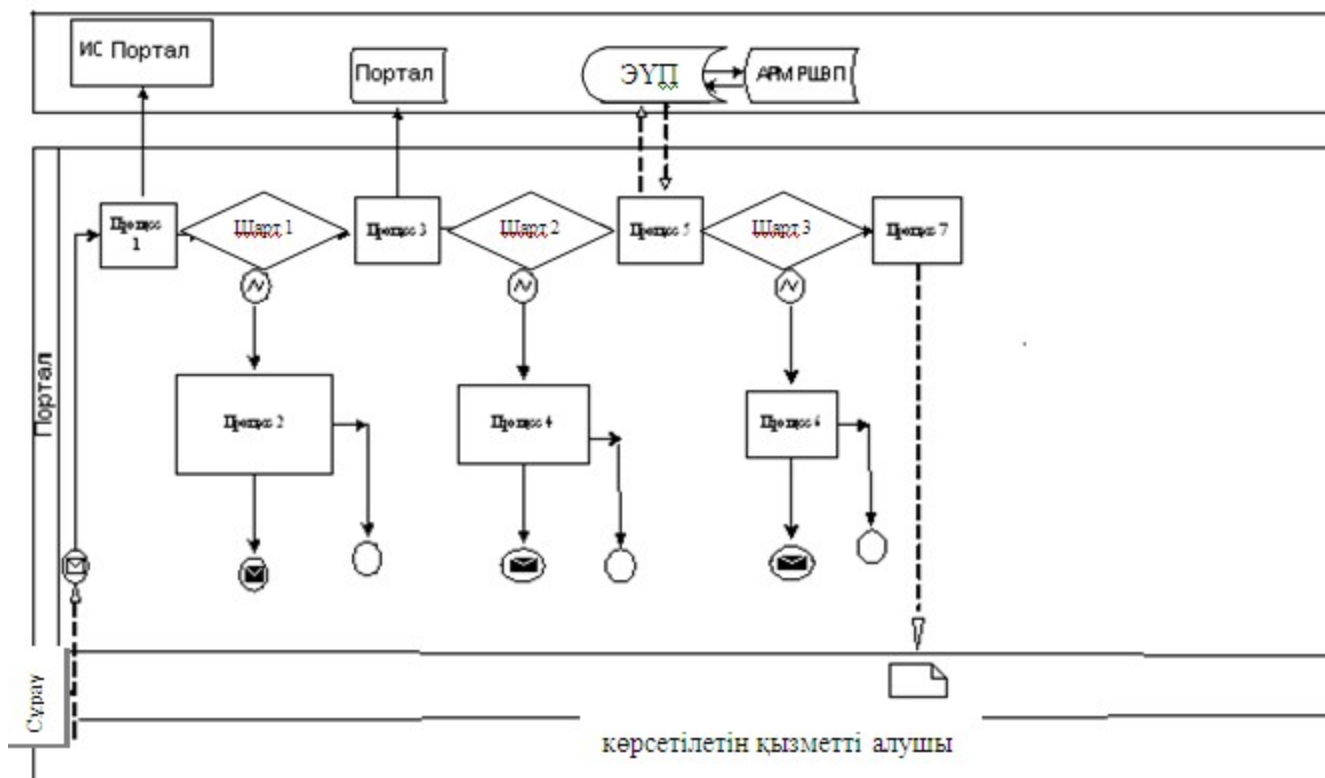 ИС Портал
Портал
ЭҮП
АРМ РШЭП
Процесс 1
Шарт 1
Процесс 3
Шарт 2
Процесс 5
Шарт 3
Процесс 7
Портал
Процесс 2
Процесс 4
Процесс 6
Сұрау
көрсетілетін қызметті алушы